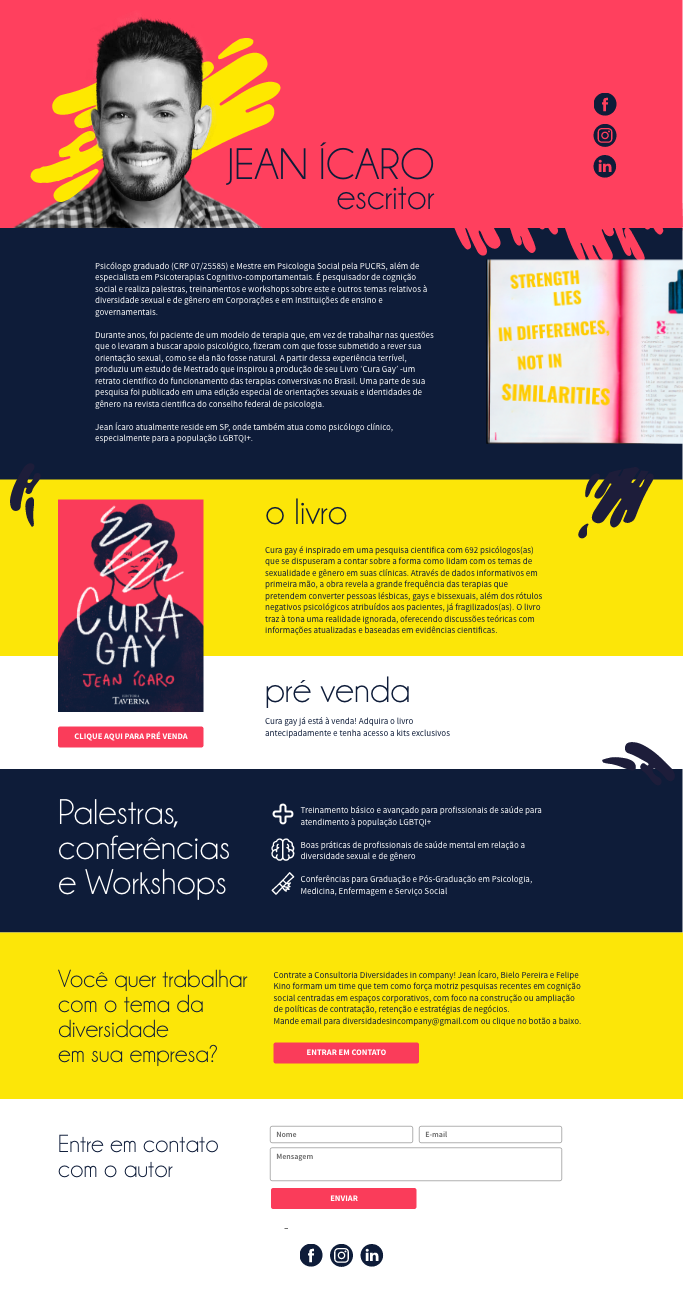 JEAN ÍCARO
escritor
Psicólogo graduado (CRP 07/25585) e Mestre em Psicologia Social pela PUCRS, além de
especialista em Psicoterapias Cognitivo-comportamentais. É pesquisador de cognição
social e realiza palestras, treinamentos e workshops sobre este e outros temas relativos à
diversidade sexual e de gênero em Corporações e em Instituições de ensino e
governamentais.
Durante anos, foi paciente de um modelo de terapia que, em vez de trabalhar nas questões
que o levaram a buscar apoio psicológico, fizeram com que fosse submetido a rever sua
orientação sexual, como se ela não fosse natural. A partir dessa experiência terrível,
produziu um estudo de Mestrado que inspirou a produção de seu Livro 'Cura Gay' -um
retrato cientifico do funcionamento das terapias conversivas no Brasil. Uma parte de sua
pesquisa foi publicado em uma edição especial de orientações sexuais e identidades de
gênero na revista cientifica do conselho federal de psicologia.
Jean Ícaro atualmente reside em SP, onde também atua como psicólogo clínico,
especialmente para a população LGBTQI+.
STRENGTH
LIES
IN DIFFERENCES,
NOT IN
SIMILARITIES
CURA
GAY
JEAN ÍCARO
EDITORA
TAVERNA
CLIQUE AQUI PARA PRÉ VENDA
o livro
Cura gay é inspirado em uma pesquisa cientifica com 692 psicólogos(as)
que se dispuseram a contar sobre a forma como lidam com os temas de
sexualidade e gênero em suas clínicas. Através de dados informativos em
primeira mão, a obra revela a grande frequência das terapias que
pretendem converter pessoas lésbicas, gays e bissexuais, além dos rótulos
negativos psicológicos atribuídos aos pacientes, já fragilizados(as). O livro
traz à tona uma realidade ignorada, oferecendo discussões teóricas com
informações atualizadas e baseadas em evidências cientificas.
pré venda
Cura gay já está à venda! Adquira o livro
antecipadamente e tenha acesso a kits exclusivos
Palestras,
conferências
e Workshops
Treinamento básico e avançado para profissionais de saúde para
atendimento à população LGBTQI+
Boas práticas de profissionais de saúde mental em relação a
diversidade sexual e de gênero
Conferências para Graduação e Pós-Graduação em Psicologia,
Medicina, Enfermagem e Serviço Social
Você quer trabalhar
com o tema da
diversidade
em sua empresa?
Contrate a Consultoria Diversidades in company! Jean Ícaro, Bielo Pereira e Felipe
Kino formam um time que tem como força motriz pesquisas recentes em cognição
social centradas em espaços corporativos, com foco na construção ou ampliação
de políticas de contratação, retenção e estratégias de negócios.
Mande email para diversidadesincompany@gmail.com ou clique no botão a baixo.
ENTRAR EM CONTATO
Entre em contato
com o autor
Nome
E-mail
Mensagem
ENVIAR